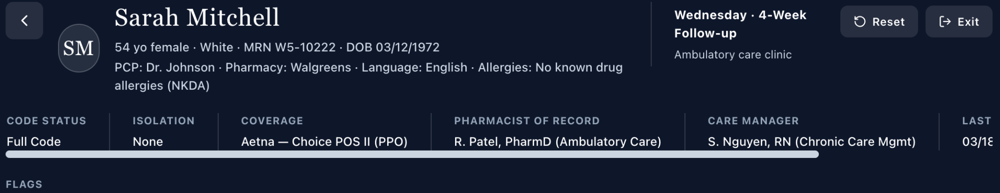 Sarah Mitchell
SM
54 yo female · White · MRN W5-10222 · DOB 03/12/1972
PCP: Dr. Johnson · Pharmacy: Walgreens · Language: English · Allergies: No known drug
allergies (NKDA)
Wednesday · 4-Week
Follow-up
Ambulatory care clinic
Reset
Exit
CODE STATUS
Full Code
ISOLATION
None
COVERAGE
Aetna — Choice POS II (PPO)
PHARMACIST OF RECORD
R. Patel, PharmD (Ambulatory Care)
CARE MANAGER
S. Nguyen, RN (Chronic Care Mgmt)
LAST
03/18
FLAGS